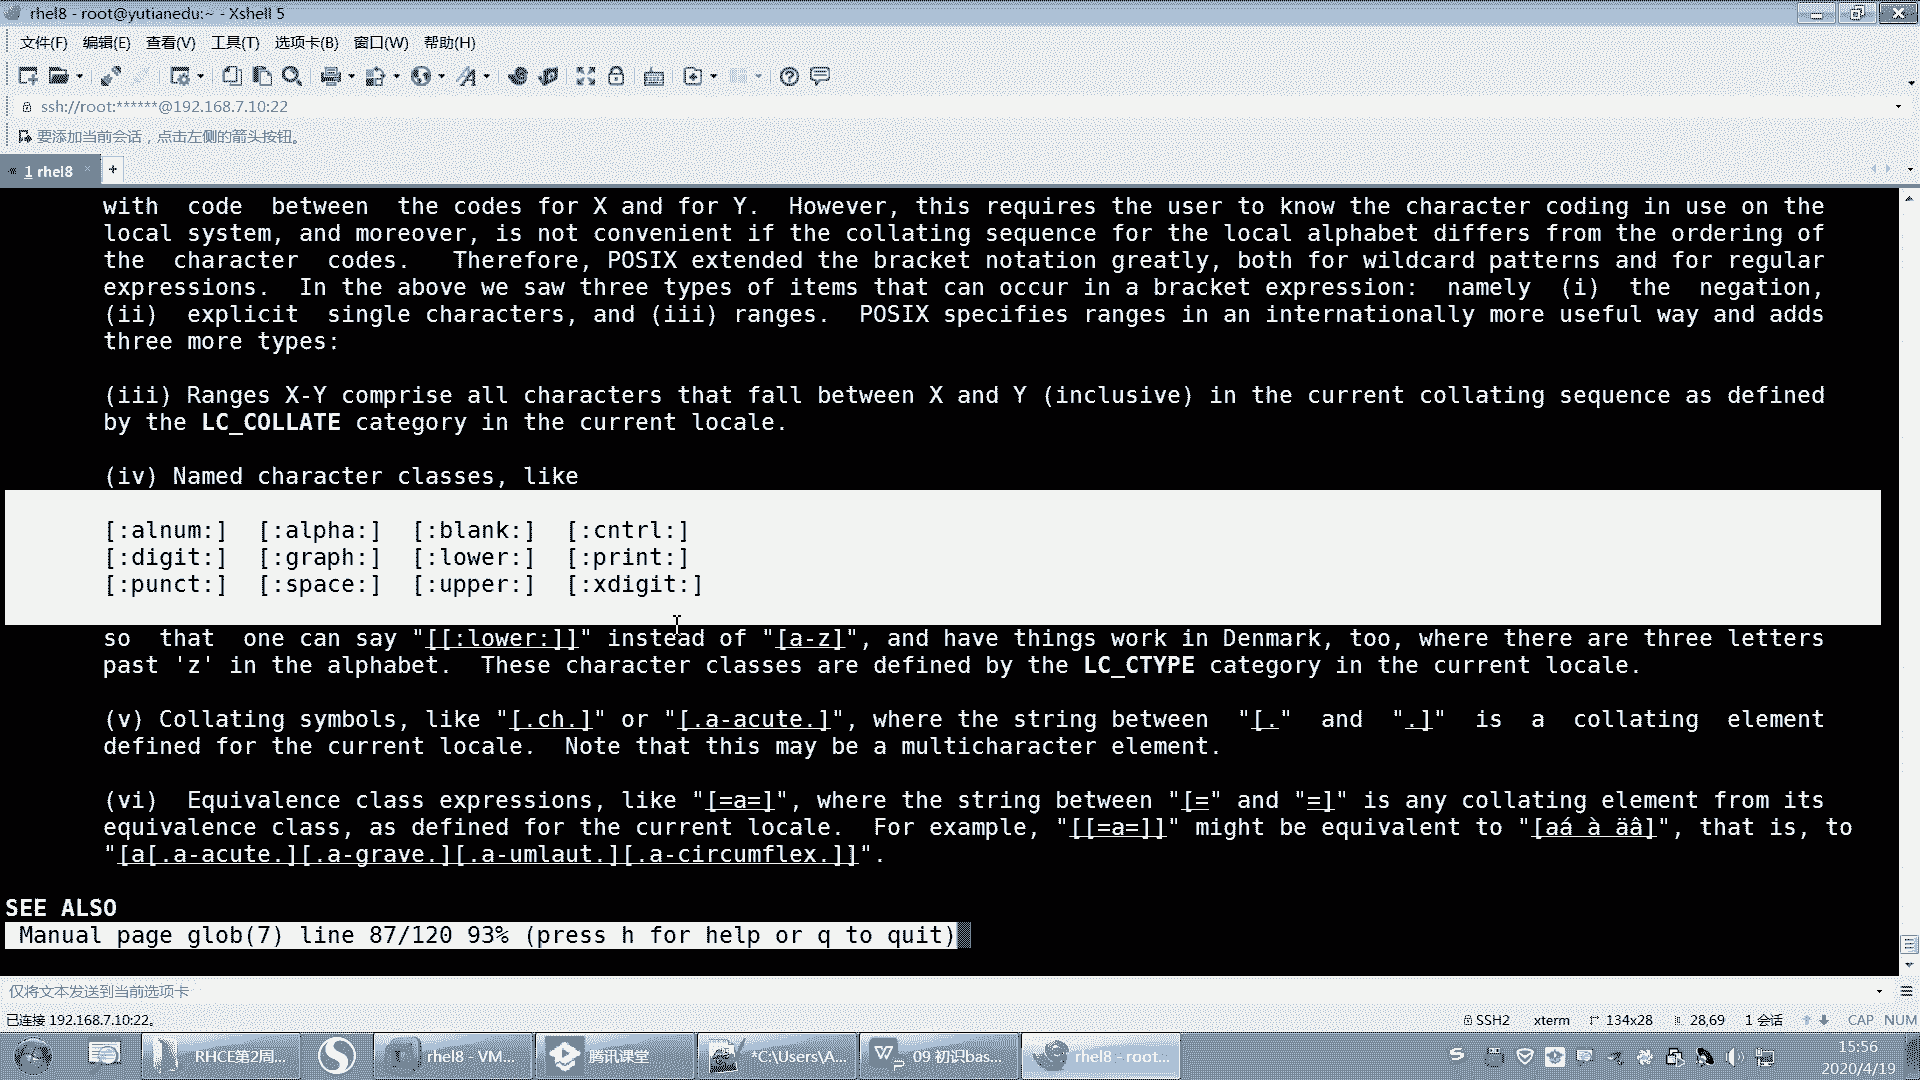 rhel8 - root@yutianedu:~ - Xshell 5
文件(F) 编辑(E) 查看(V) 工具(T) 选项卡(B) 窗口(W) 帮助(H)
ssh://root:******@192.168.7.10:22
要添加当前会话，点击左侧的箭头按钮。
1 rhel8
with code between the codes for X and for Y. However, this requires the user to know the character coding in use on the
local system, and moreover, is not convenient if the collating sequence for the local alphabet differs from the ordering of
the character codes. Therefore, POSIX extended the bracket notation greatly, both for wildcard patterns and for regular
expressions. In the above we saw three types of items that can occur in a bracket expression: namely (i) the negation,
(ii) explicit single characters, and (iii) ranges. POSIX specifies ranges in an internationally more useful way and adds
three more types:
(iii) Ranges X-Y comprise all characters that fall between X and Y (inclusive) in the current collating sequence as defined
by the LC_COLLATE category in the current locale.
(iv) Named character classes, like
[:alnum:] [:alpha:] [:blank:] [:cntrl:]
[:digit:] [:graph:] [:lower:] [:print:]
[:punct:] [:space:] [:upper:] [:xdigit:]
so that one can say "[[:lower:]]" instead of "[a-z]", and have things work in Denmark, too, where there are three letters
past 'z' in the alphabet. These character classes are defined by the LC_CTYPE category in the current locale.
(v) Collating symbols, like "[.ch.]" or "[.a-acute.]", where the string between "[." and ".]" is a collating element
defined for the current locale. Note that this may be a multicharacter element.
(vi) Equivalence class expressions, like "[=a=]", where the string between "[=" and "=]" is any collating element from its
equivalence class, as defined for the current locale. For example, "[[=a=]]" might be equivalent to "[aá à äâ]", that is, to
"[a[.a-acute.][.a-grave.][.a-umlaut.][.a-circumflex.]]".
SEE ALSO
Manual page glob(7) line 87/120 93% (press h for help or q to quit)
仅将文本发送到当前选项卡
已连接 192.168.7.10:22。 SSH2 xterm 134x28 28,69 1 会话 CAP NUM
RHCE第2周... rhel8 - VM... 腾讯课堂 *C:\Users\A... 09 初识bas... rhel8 - root... 15:56
2020/4/19